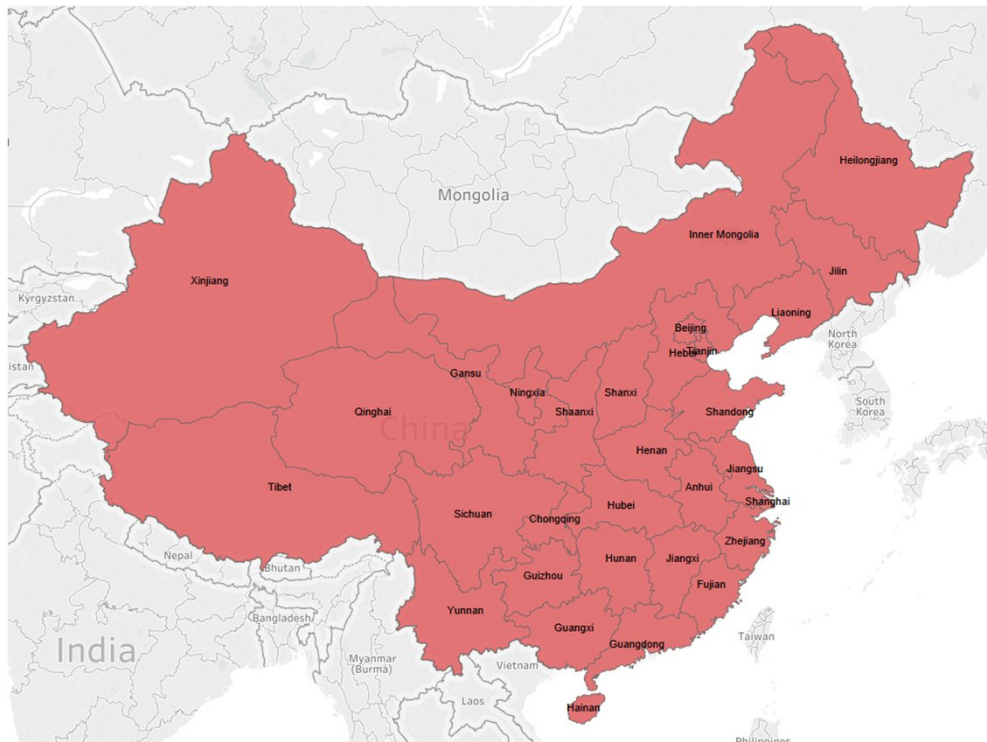 Heilongjiang
Mongolia
Inner Mongolia
Jilin
Xinjiang
Kyrgyzstan
Liaoning
Beijing
North
Korea
Tianjin
Hebei
istan
Gansu
Ningxia
Shanxi
South
Korea
Qinghai
Shaanxi
Shandong
China
Henan
Jiangsu
Tibet
Anhui
Shanghai
Sichuan
Hubei
Chongqing
Zhejiang
Nepal
Hunan
Jiangxi
Bhutan
Guizhou
Fujian
Yunnan
Bangladesh
Guangxi
Taiwan
India
Guangdong
Myanmar
(Burma)
Vietnam
Laos
Hainan
Philippines